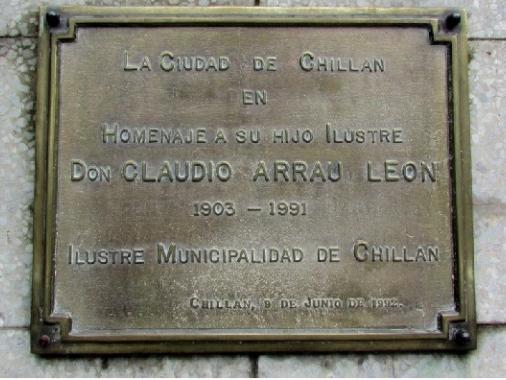 LA CIUDAD DE CHILLAN
EN
HOMENAJE A SU HIJO ILUSTRE
DON CLAUDIO ARRAU LEON
1903 – 1991
ILUSTRE MUNICIPALIDAD DE CHILLAN
CHILLAN, 9 DE JUNIO DE 1992.